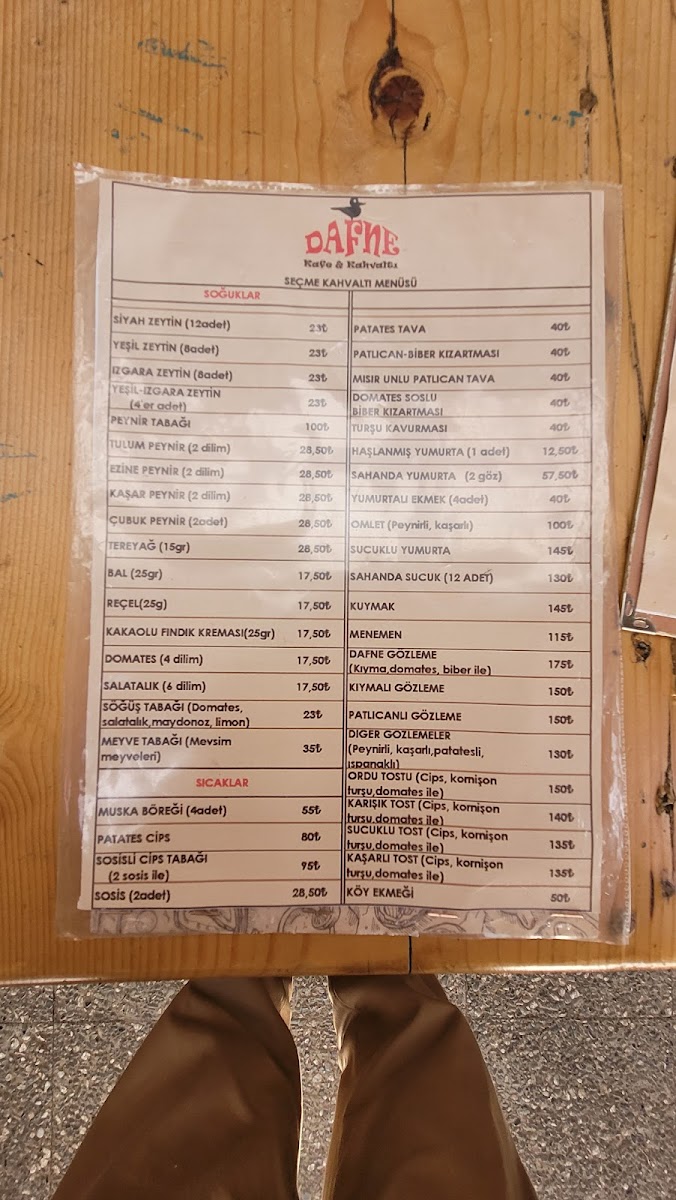 DAFNE
Kafe & Kahvaltı
SEÇME KAHVALTI MENÜSÜ
SOĞUKLAR
SİYAH ZEYTİN (12adet) 23₺
YEŞİL ZEYTİN (8adet) 23₺
IZGARA ZEYTİN (8adet) 23₺
YEŞİL-IZGARA ZEYTİN
(4'er adet) 23₺
PEYNİR TABAĞI 100₺
TULUM PEYNİR (2 dilim) 28,50₺
EZİNE PEYNİR (2 dilim) 28,50₺
KAŞAR PEYNİR (2 dilim) 28,50₺
ÇUBUK PEYNİR (2adet) 28,50₺
TEREYAĞ (15gr) 28,50₺
BAL (25gr) 17,50₺
REÇEL(25g) 17,50₺
KAKAOLU FINDIK KREMASI(25gr) 17,50₺
DOMATES (4 dilim) 17,50₺
SALATALIK (6 dilim) 17,50₺
SÖĞÜŞ TABAĞI (Domates,
salatalık,maydonoz, limon) 23₺
MEYVE TABAĞI (Mevsim
meyveleri) 35₺
SICAKLAR
MUSKA BÖREĞİ (4adet) 55₺
PATATES CİPS 80₺
SOSİSLİ CİPS TABAĞI
(2 sosis ile) 95₺
SOSİS (2adet) 28,50₺
PATATES TAVA 40₺
PATLICAN-BİBER KIZARTMASI 40₺
MISIR UNLU PATLICAN TAVA 40₺
DOMATES SOSLU
BİBER KIZARTMASI 40₺
TURŞU KAVURMASI 40₺
HAŞLANMIŞ YUMURTA (1 adet) 12,50₺
SAHANDA YUMURTA (2 göz) 57,50₺
YUMURTALI EKMEK (4adet) 40₺
OMLET (Peynirli, kaşarlı) 100₺
SUCUKLU YUMURTA 145₺
SAHANDA SUCUK (12 ADET) 130₺
KUYMAK 145₺
MENEMEN 115₺
DAFNE GÖZLEME
(Kıyma,domates, biber ile) 175₺
KIYMALI GÖZLEME 150₺
PATLICANLI GÖZLEME 150₺
DİĞER GÖZLEMELER
(Peynirli, kaşarlı,patatesli,
ıspanaklı) 130₺
ORDU TOSTU (Cips, kornişon
turşu,domates ile) 150₺
KARIŞIK TOST (Cips, kornişon
turşu,domates ile) 140₺
SUCUKLU TOST (Cips, kornişon
turşu,domates ile) 135₺
KAŞARLI TOST (Cips, kornişon
turşu,domates ile) 135₺
KÖY EKMEĞİ 50₺